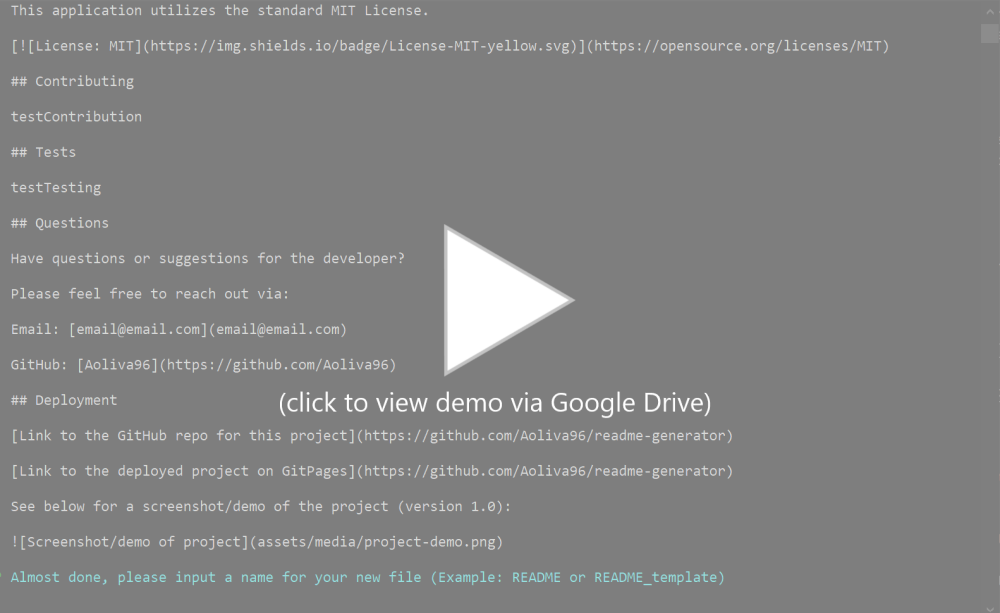 This application utilizes the standard MIT License.
[![License: MIT](https://img.shields.io/badge/License-MIT-yellow.svg)](https://opensource.org/licenses/MIT)
## Contributing
testContribution
## Tests
testTesting
## Questions
Have questions or suggestions for the developer?
Please feel free to reach out via:
Email: [email@email.com](email@email.com)
GitHub: [Aoliva96](https://github.com/Aoliva96)
(click to view demo via Google Drive)
## Deployment
[Link to the GitHub repo for this project](https://github.com/Aoliva96/readme-generator)
[Link to the deployed project on GitPages](https://github.com/Aoliva96/readme-generator)
See below for a screenshot/demo of the project (version 1.0):
![Screenshot/demo of project](assets/media/project-demo.png)
Almost done, please input a name for your new file (Example: README or README_template)